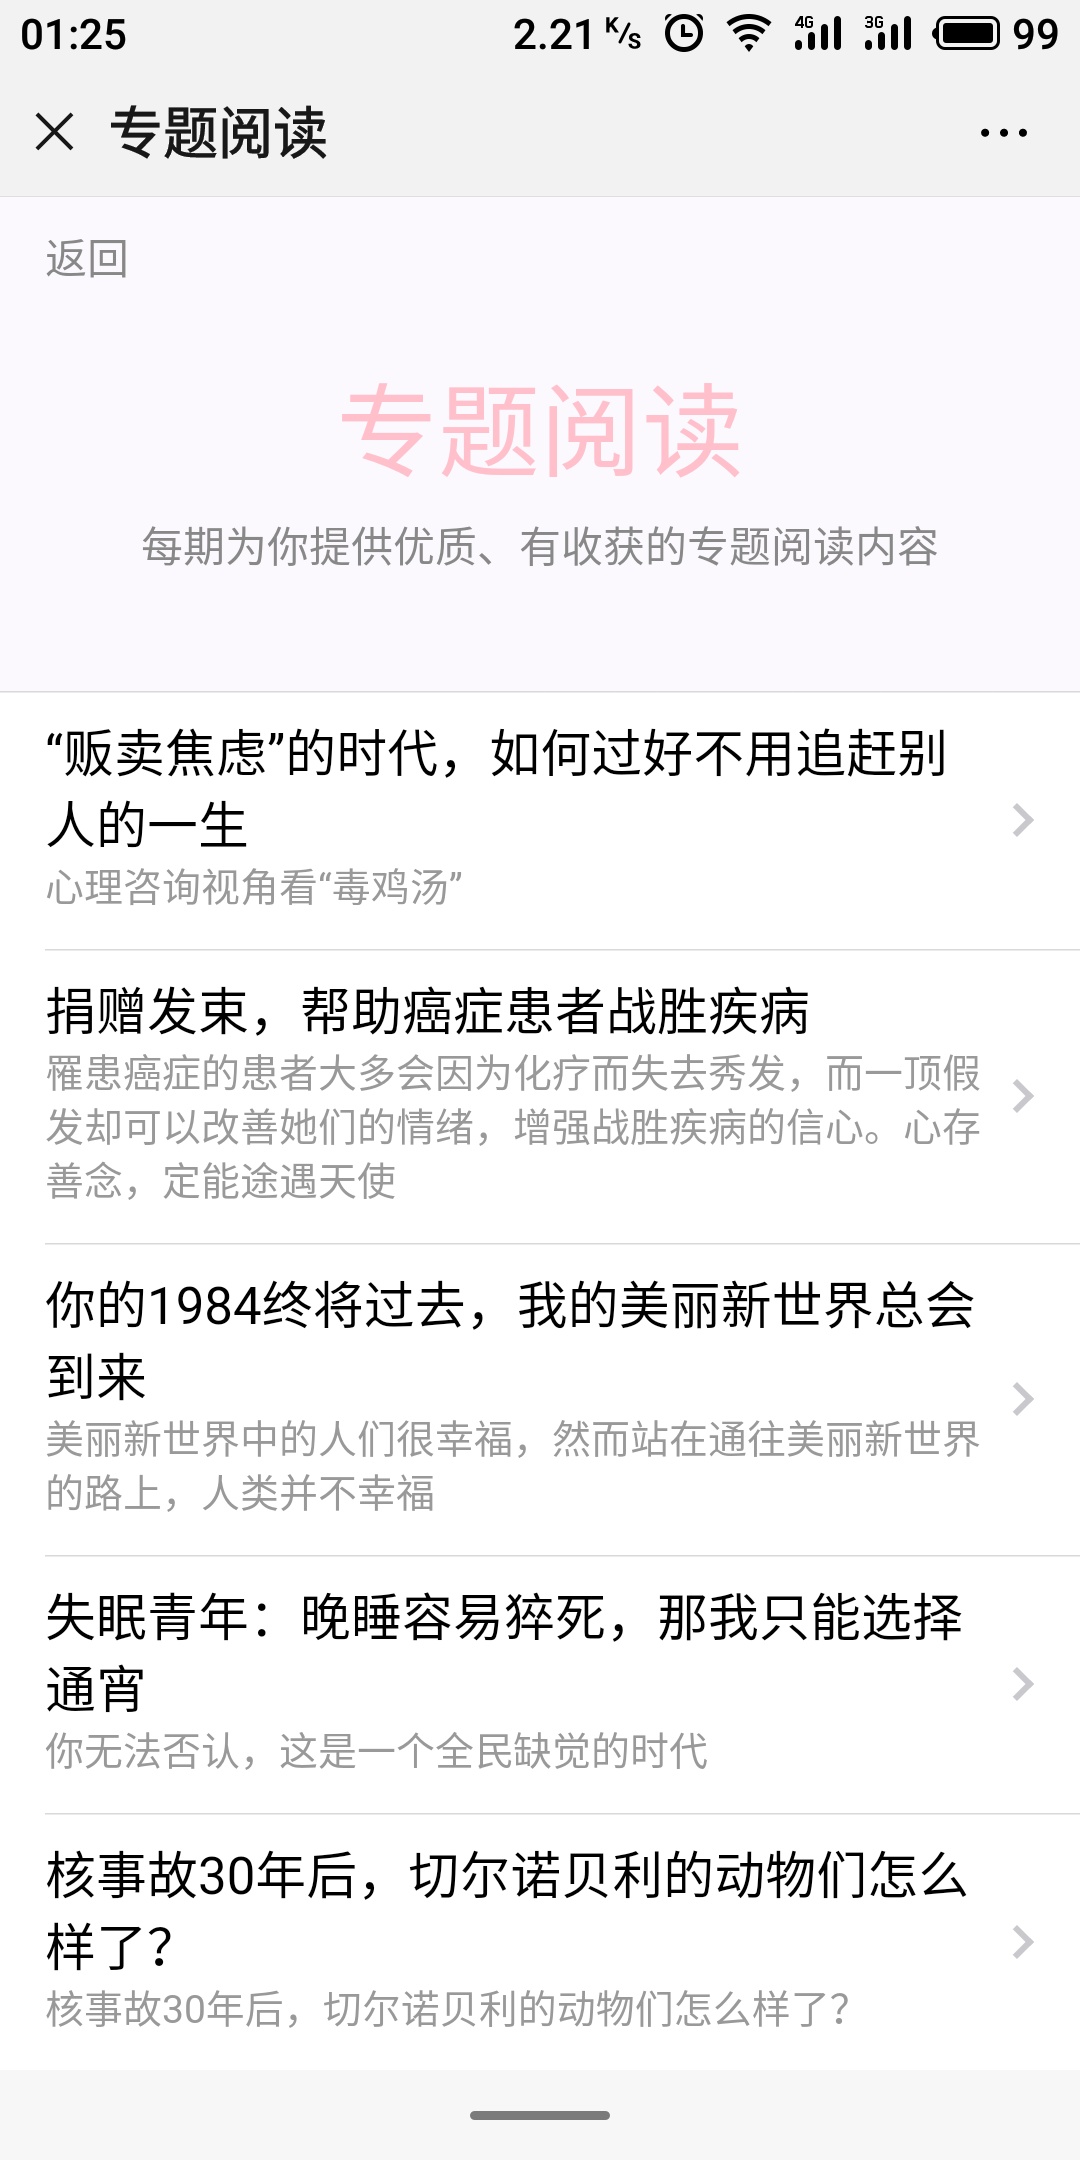 01:25 2.21 K/s 4G 3G 99
专题阅读
返回
专题阅读
每期为你提供优质、有收获的专题阅读内容
“贩卖焦虑”的时代，如何过好不用追赶别
人的一生
心理咨询视角看“毒鸡汤”
捐赠发束，帮助癌症患者战胜疾病
罹患癌症的患者大多会因为化疗而失去秀发，而一顶假
发却可以改善她们的情绪，增强战胜疾病的信心。心存
善念，定能途遇天使
你的1984终将过去，我的美丽新世界总会
到来
美丽新世界中的人们很幸福，然而站在通往美丽新世界
的路上，人类并不幸福
失眠青年：晚睡容易猝死，那我只能选择
通宵
你无法否认，这是一个全民缺觉的时代
核事故30年后，切尔诺贝利的动物们怎么
样了？
核事故30年后，切尔诺贝利的动物们怎么样了？